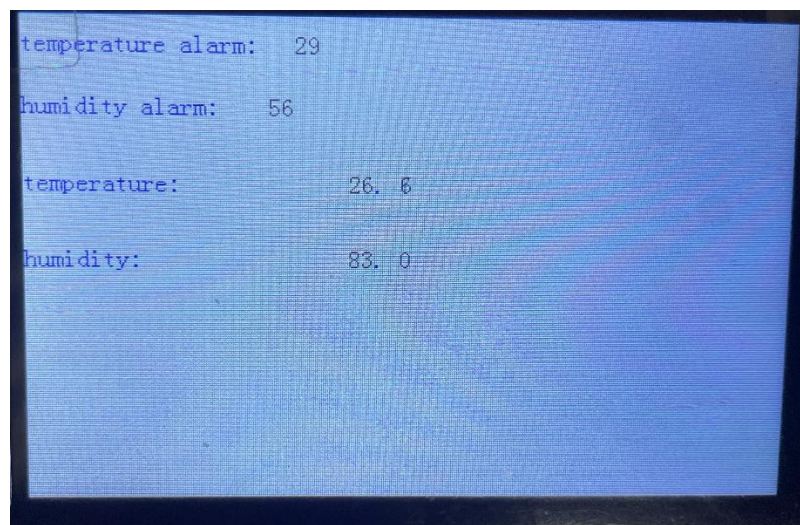 temperature alarm: 29
humidity alarm: 56
temperature: 26. 6
humidity: 83. 0